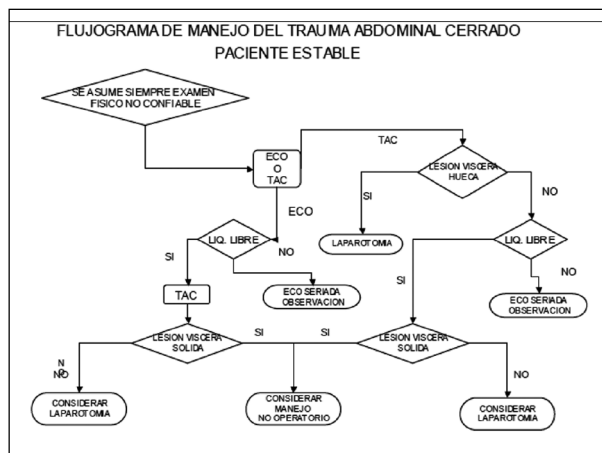 FLUJOGRAMA DE MANEJO DEL TRAUMA ABDOMINAL CERRADO
PACIENTE ESTABLE
SE ASUME SIEMPRE EXAMEN
FISICO NO CONFIABLE
ECO
O
TAC
TAC
LESION VISCERA
HUECA
SI
NO
ECO
LAPAROTOMIA
LIQ. LIBRE
LIQ. LIBRE
SI
NO
SI
NO
TAC
ECO SERIADA
OBSERVACION
ECO SERIADA
OBSERVACION
LESION VISCERA
SOLIDA
SI
SI
LESION VISCERA
SOLIDA
N
O
NO
NO
CONSIDERAR
LAPAROTOMIA
CONSIDERAR
MANEJO
NO OPERATORIO
CONSIDERAR
LAPAROTOMIA